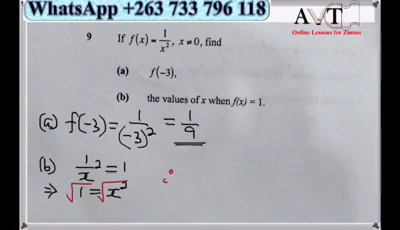 WhatsApp +263 733 796 118
AVT
Online Lessons for Zimsec
9 If f(x) = 1/x², x ≠ 0, find
(a) f(−3),
(b) the values of x when f(x) = 1.
(a) f(−3) = 1/(−3)² = 1/9
(b) 1/x² = 1
⇒ √1 = √x²